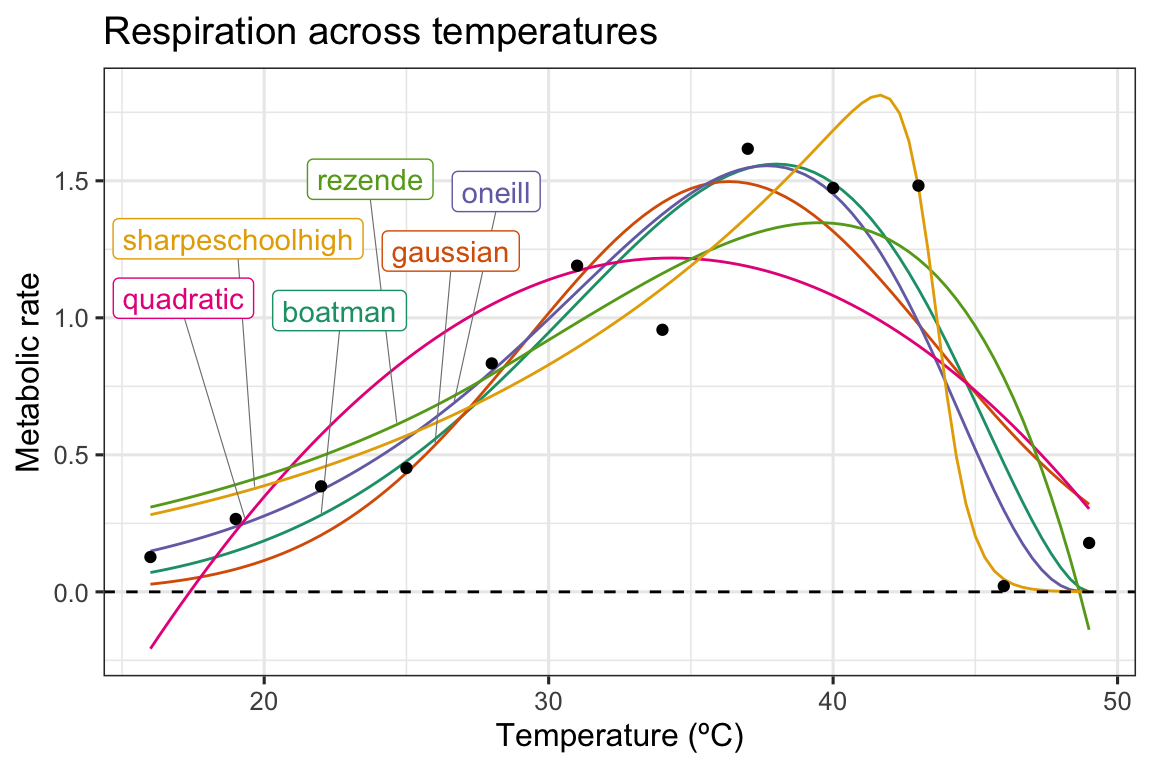 Respiration across temperatures
Metabolic rate
1.5
1.0
0.5
0.0
rezende
oneill
sharpeschoolhigh
gaussian
quadratic
boatman
20
30
40
50
Temperature (ºC)